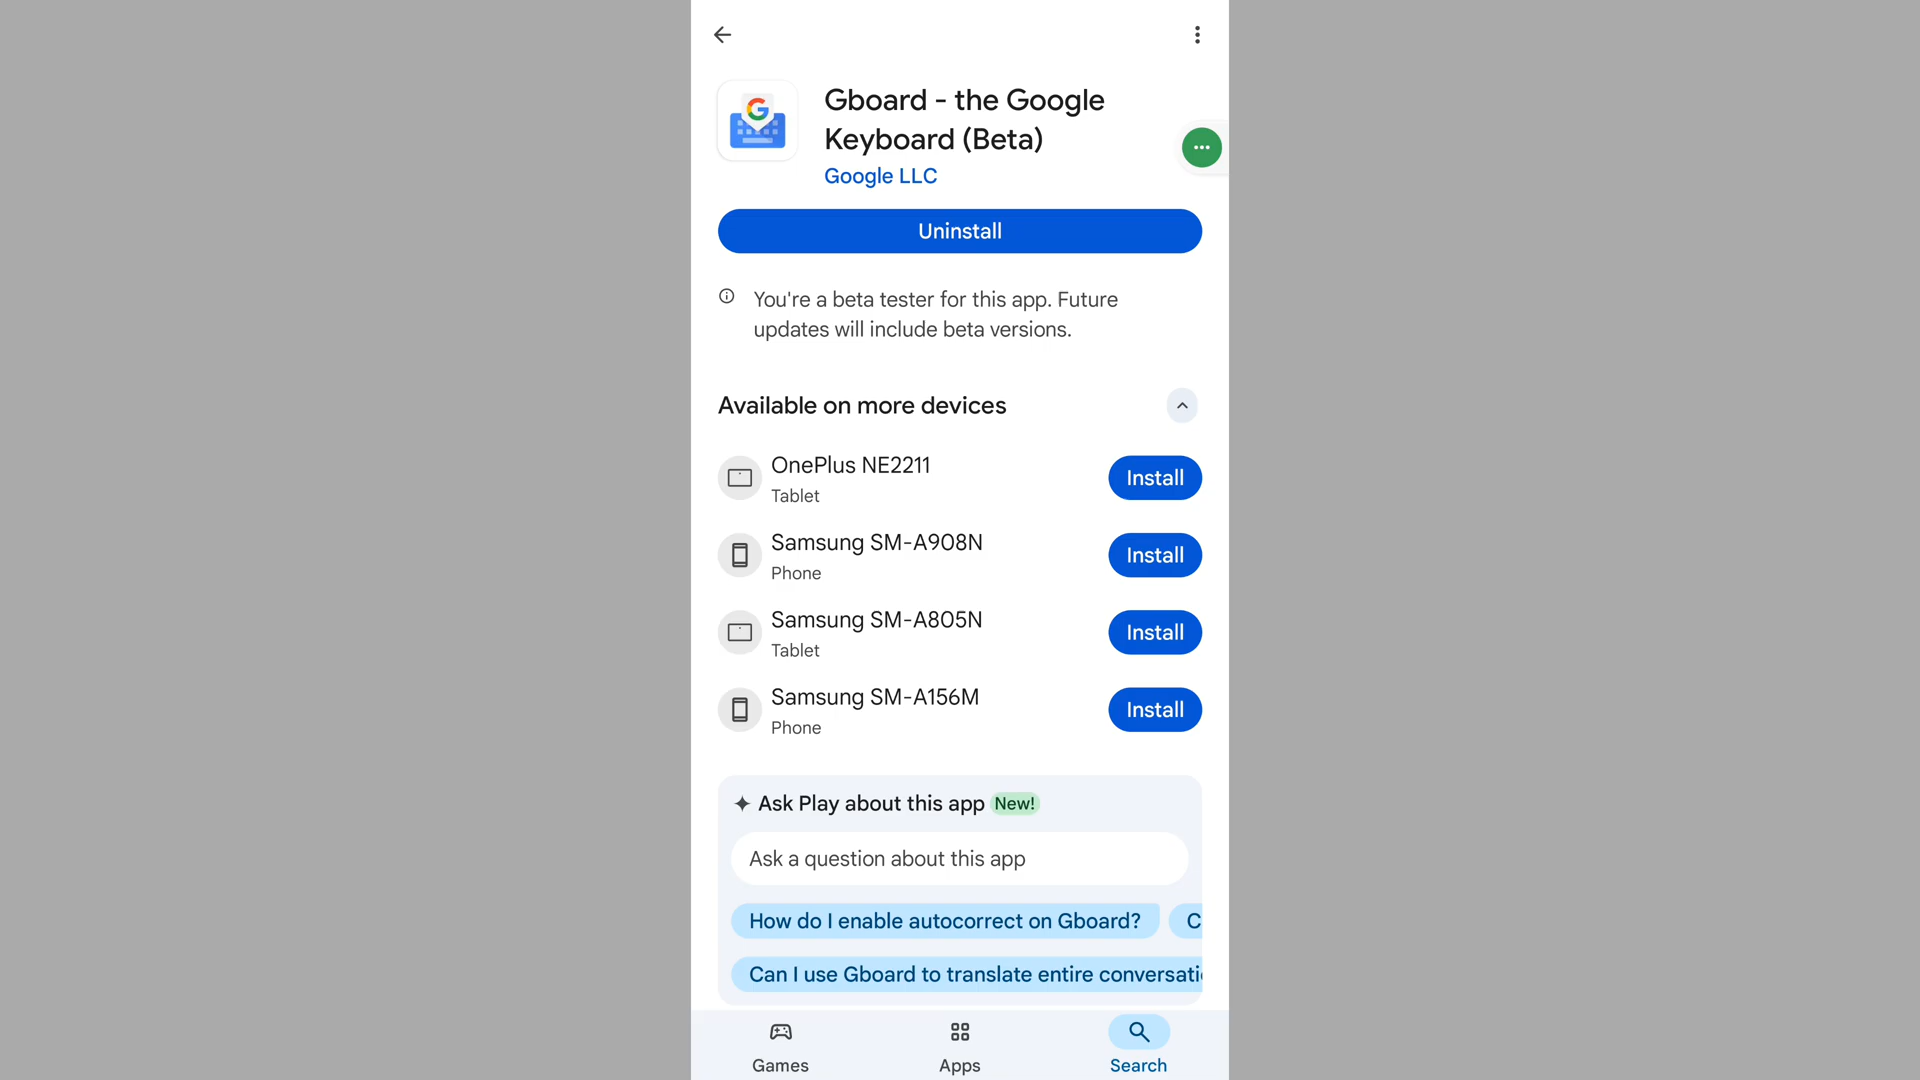 Gboard - the Google
Keyboard (Beta)
Google LLC
Uninstall
You're a beta tester for this app. Future
updates will include beta versions.
Available on more devices
OnePlus NE2211
Tablet
Install
Samsung SM-A908N
Phone
Install
Samsung SM-A805N
Tablet
Install
Samsung SM-A156M
Phone
Install
Ask Play about this app New!
Ask a question about this app
How do I enable autocorrect on Gboard? C
Can I use Gboard to translate entire conversati
Games
Apps
Search